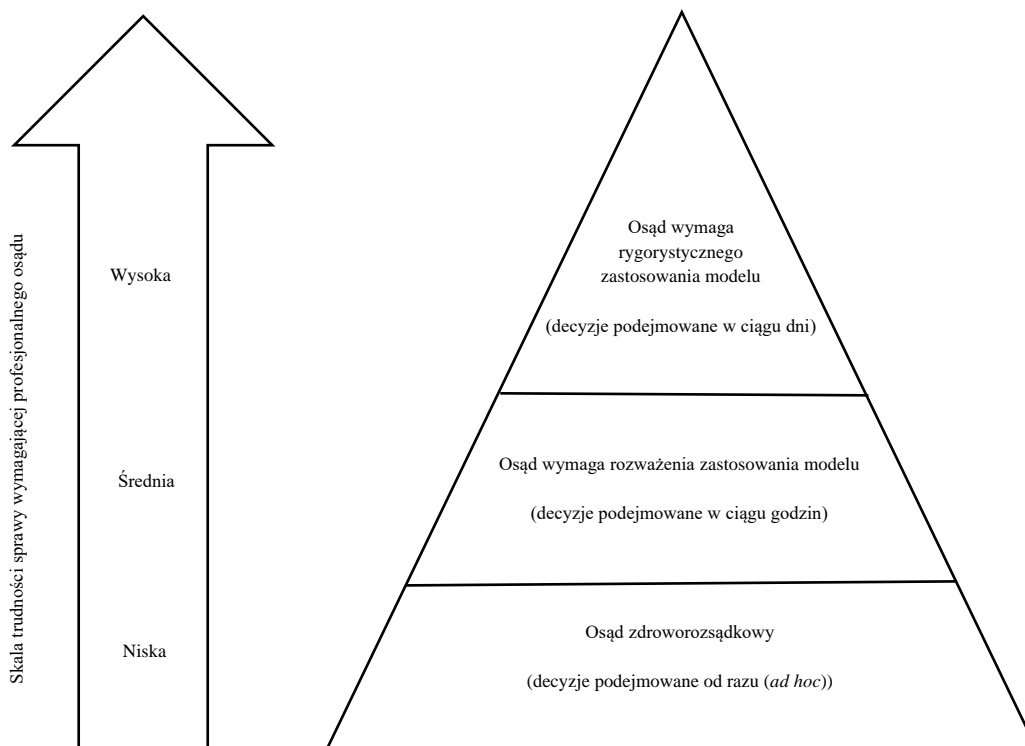 Skala trudności sprawy wymagającej profesjonalnego osądu
Wysoka
Średnia
Niska
Osąd wymaga
rygorystycznego
zastosowania modelu
(decyzje podejmowane w ciągu dni)
Osąd wymaga rozważenia zastosowania modelu
(decyzje podejmowane w ciągu godzin)
Osąd zdroworozsądkowy
(decyzje podejmowane od razu (ad hoc))